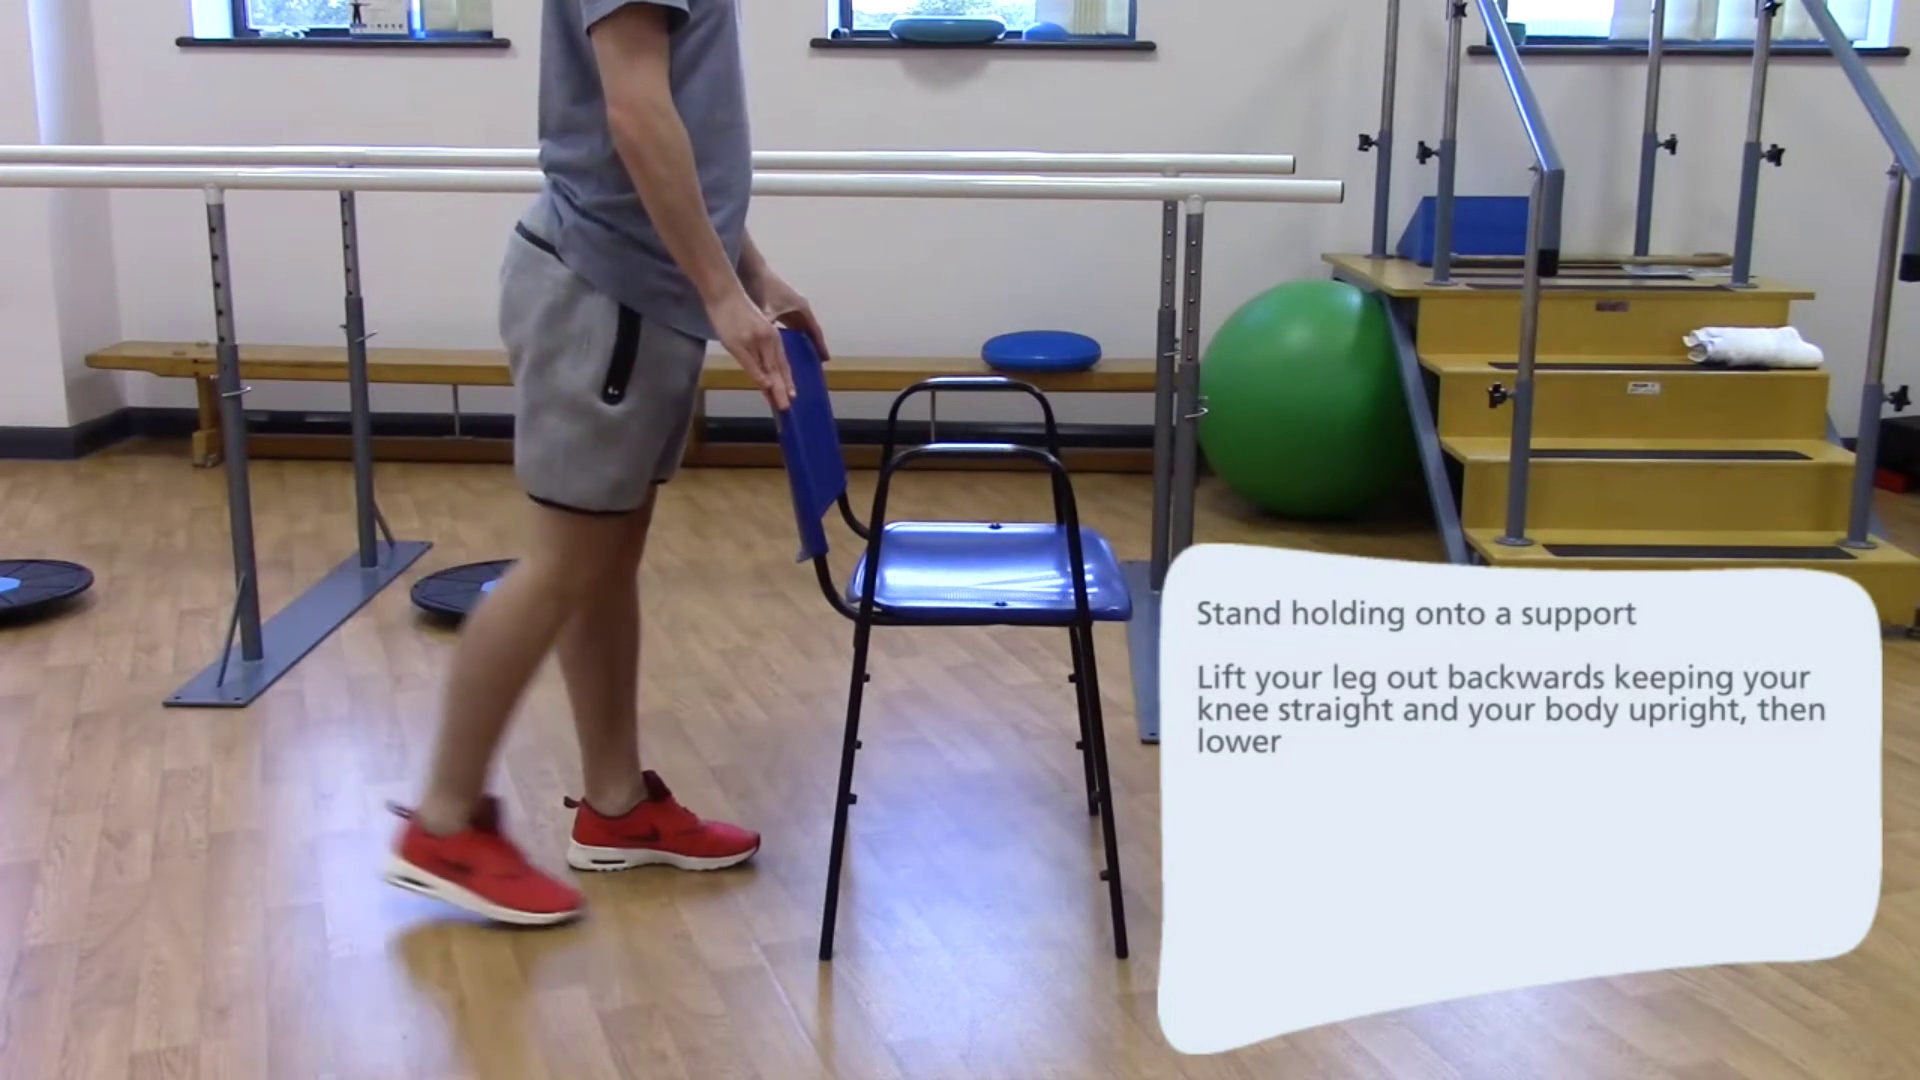 Stand holding onto a support
Lift your leg out backwards keeping your
knee straight and your body upright, then
lower